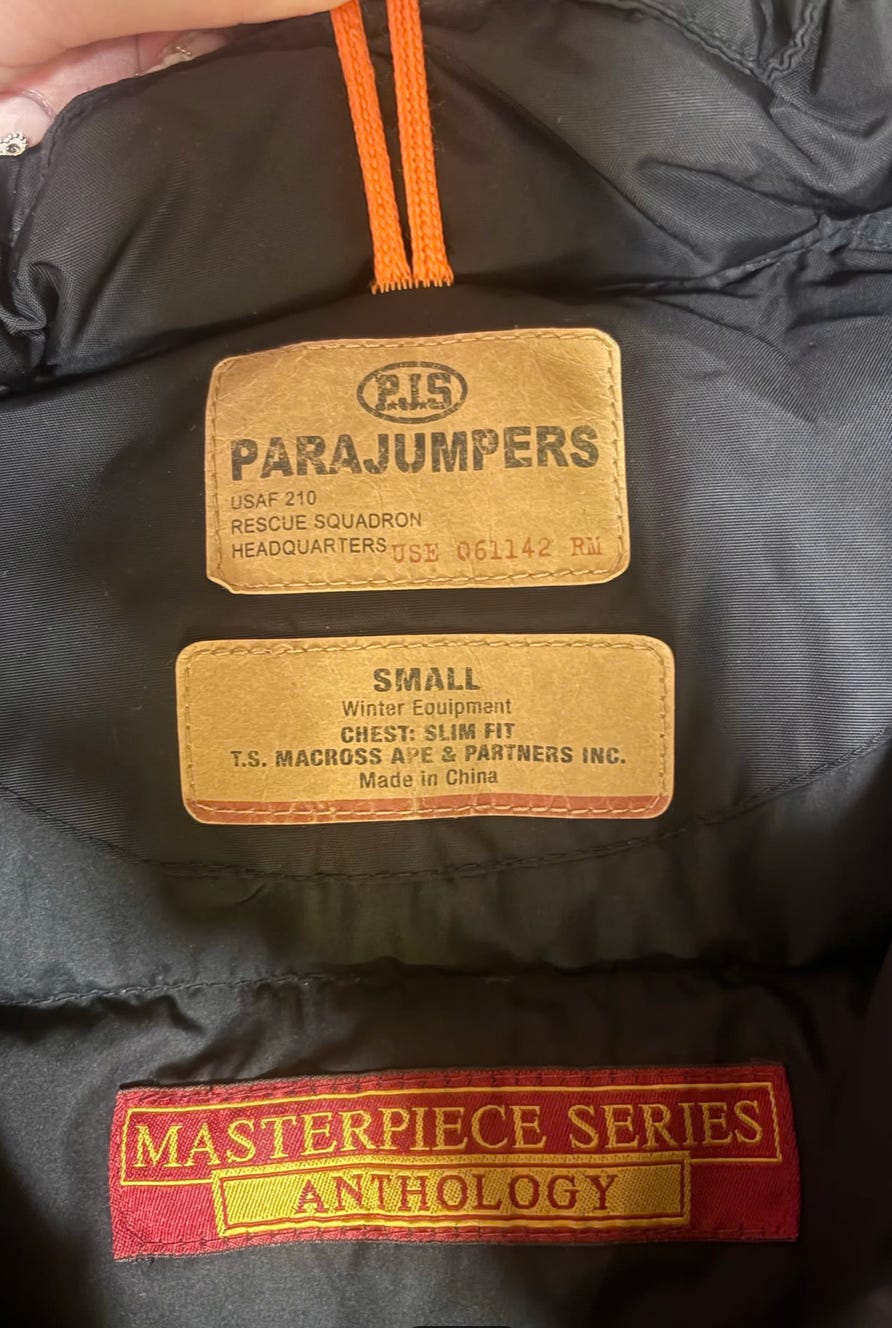 P.J.S
PARAJUMPERS
USAF 210
RESCUE SQUADRON
HEADQUARTERS USE 061142 RM
SMALL
Winter Equipment
CHEST: SLIM FIT
T.S. MACROSS APE & PARTNERS INC.
Made in China
MASTERPIECE SERIES
ANTHOLOGY